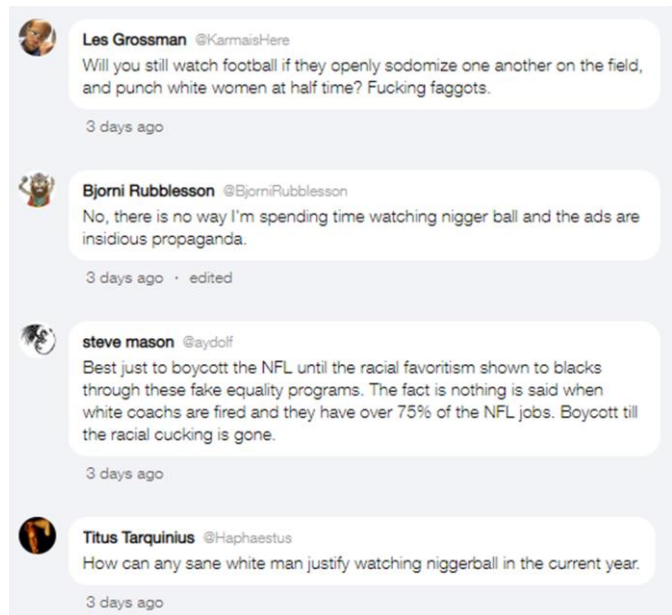 Les Grossman @KarmaisHere
Will you still watch football if they openly sodomize one another on the field,
and punch white women at half time? Fucking faggots.
3 days ago
Bjorni Rubblesson @BjorniRubblesson
No, there is no way I'm spending time watching nigger ball and the ads are
insidious propaganda.
3 days ago · edited
steve mason @aydolf
Best just to boycott the NFL until the racial favoritism shown to blacks
through these fake equality programs. The fact is nothing is said when
white coachs are fired and they have over 75% of the NFL jobs. Boycott till
the racial cucking is gone.
3 days ago
Titus Tarquinius @Haphaestus
How can any sane white man justify watching niggerball in the current year.
3 days ago